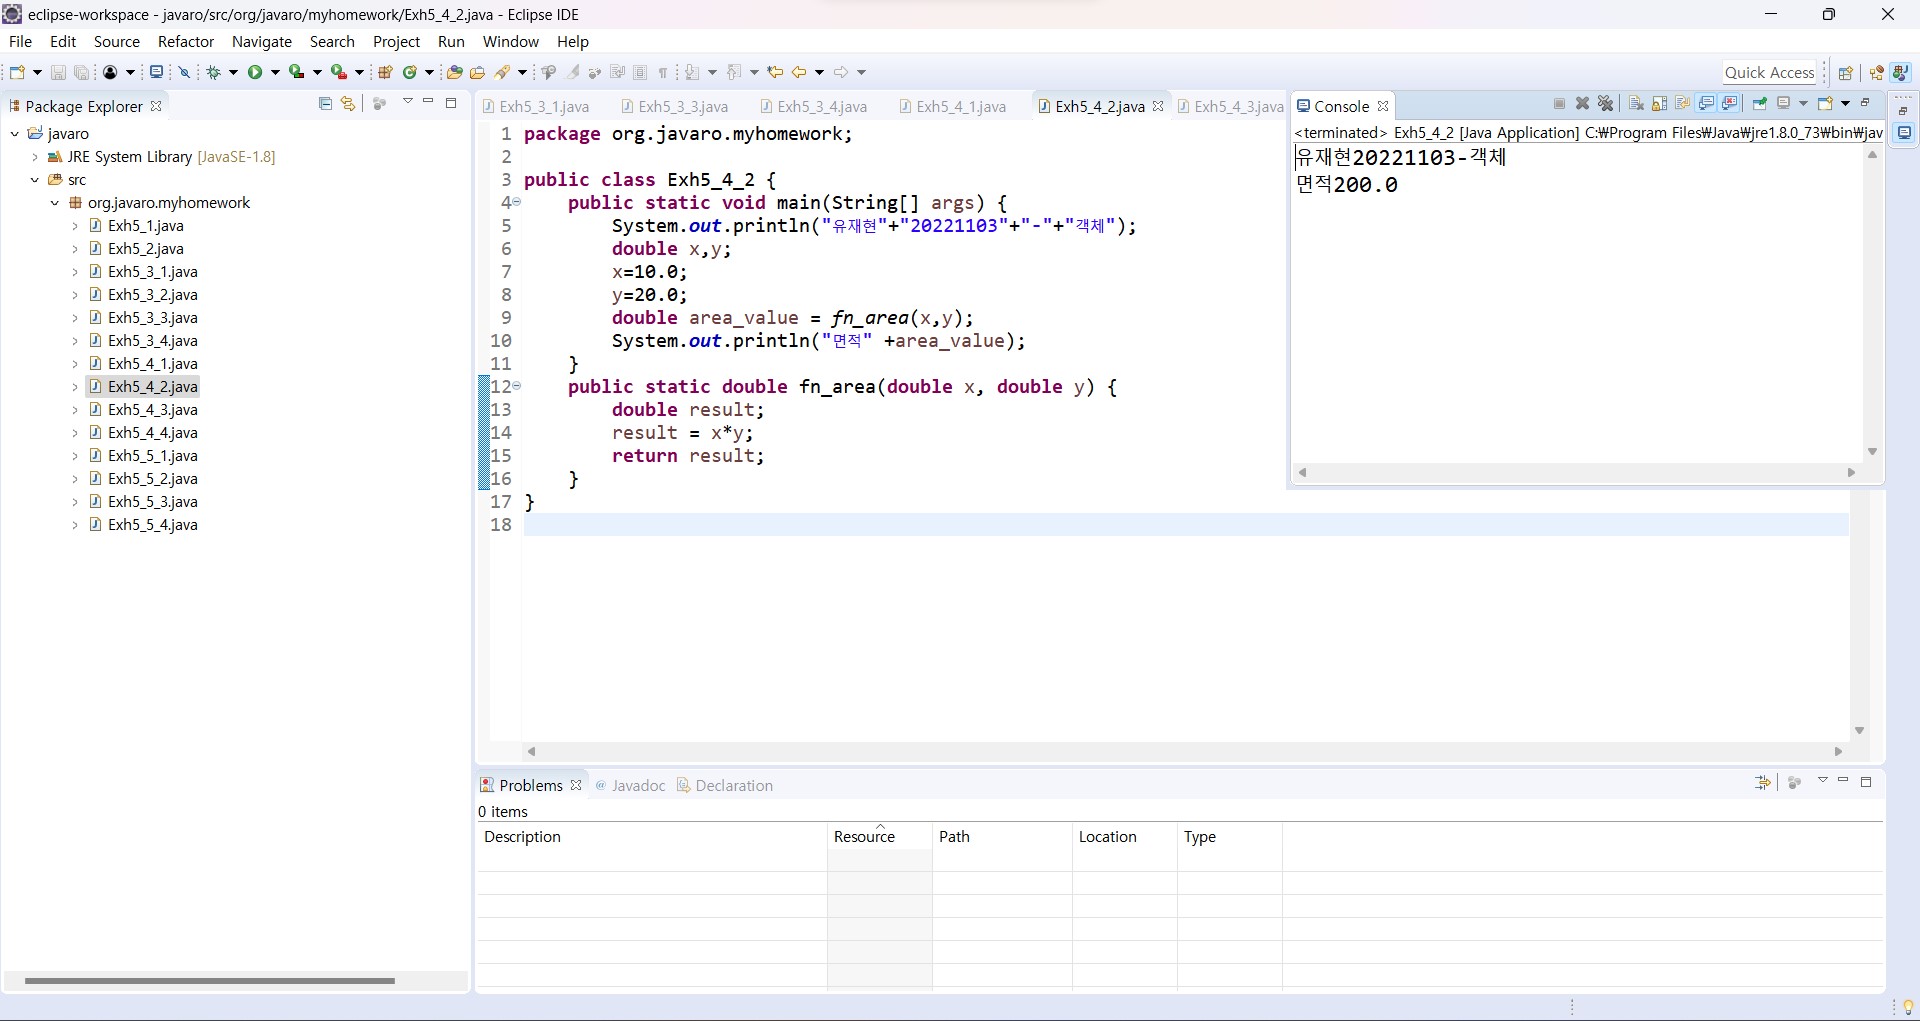 eclipse-workspace - javaro/src/org/javaro/myhomework/Exh5_4_2.java - Eclipse IDE
File Edit Source Refactor Navigate Search Project Run Window Help
Quick Access
Package Explorer
javaro
JRE System Library [JavaSE-1.8]
src
org.javaro.myhomework
Exh5_1.java
Exh5_2.java
Exh5_3_1.java
Exh5_3_2.java
Exh5_3_3.java
Exh5_3_4.java
Exh5_4_1.java
Exh5_4_2.java
Exh5_4_3.java
Exh5_4_4.java
Exh5_5_1.java
Exh5_5_2.java
Exh5_5_3.java
Exh5_5_4.java
Exh5_3_1.java Exh5_3_3.java Exh5_3_4.java Exh5_4_1.java Exh5_4_2.java Exh5_4_3.java
1 package org.javaro.myhomework;
2
3 public class Exh5_4_2 {
4 public static void main(String[] args) {
5 System.out.println("유재현"+"20221103"+"-"+"객체");
6 double x,y;
7 x=10.0;
8 y=20.0;
9 double area_value = fn_area(x,y);
10 System.out.println("면적" +area_value);
11 }
12 public static double fn_area(double x, double y) {
13 double result;
14 result = x*y;
15 return result;
16 }
17 }
18
Console
<terminated> Exh5_4_2 [Java Application] C:₩Program Files₩Java₩jre1.8.0_73₩bin₩jav
유재현20221103-객체
면적200.0
Problems @ Javadoc Declaration
0 items
Description Resource Path Location Type